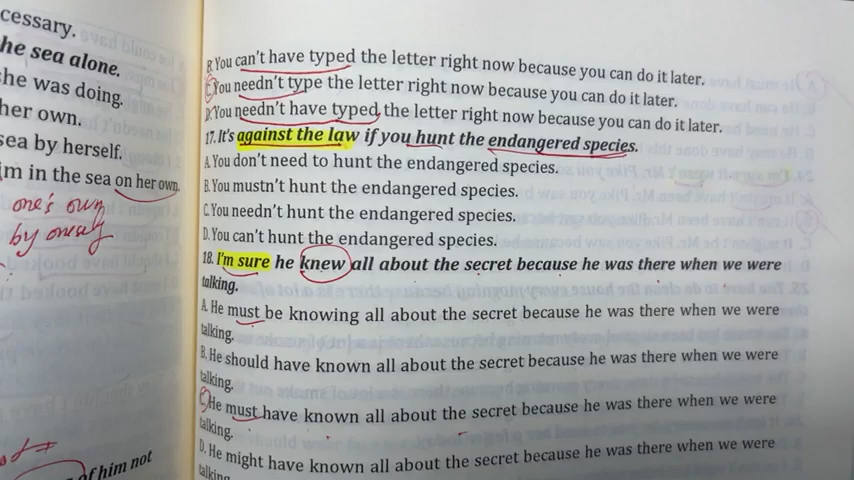 cessary.
he sea alone.
he was doing.
her own.
sea by herself.
im in the sea on her own.
one's own
by onesely
of him not
B. You can't have typed the letter right now because you can do it later.
C. You needn't type the letter right now because you can do it later.
D. You needn't have typed the letter right now because you can do it later.
17. It's against the law if you hunt the endangered species.
A. You don't need to hunt the endangered species.
B. You mustn't hunt the endangered species.
C. You needn't hunt the endangered species.
D. You can't hunt the endangered species.
18. I'm sure he knew all about the secret because he was there when we were
talking.
A. He must be knowing all about the secret because he was there when we were
talking.
B. He should have known all about the secret because he was there when we were
talking.
C. He must have known all about the secret because he was there when we were
talking.
D. He might have known all about the secret because he was there when we were
talking.